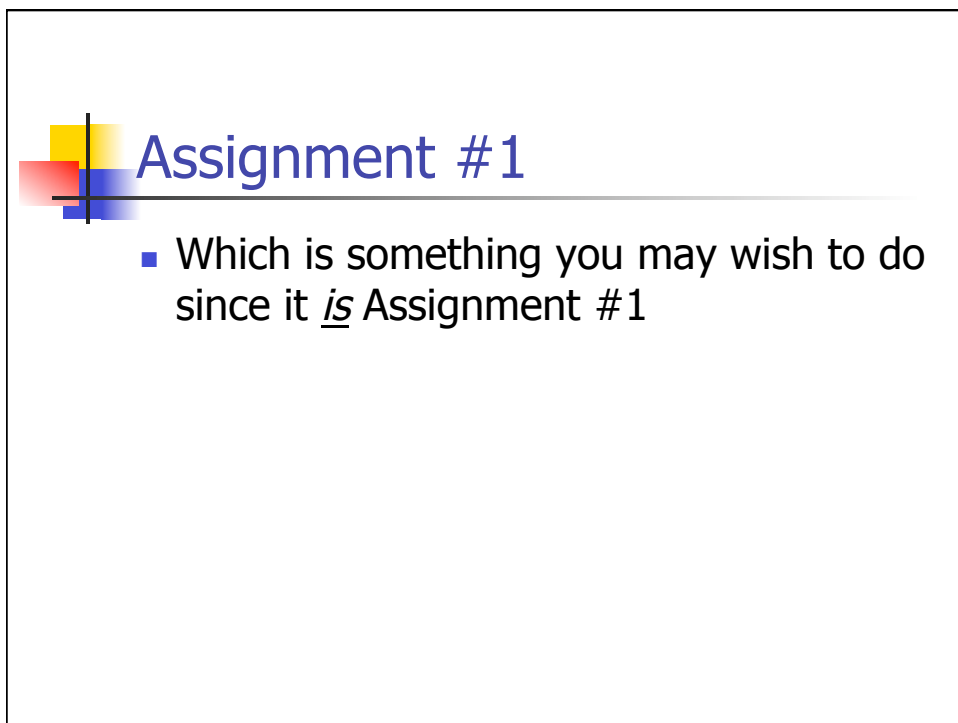 Assignment #1
Which is something you may wish to do
since it is Assignment #1